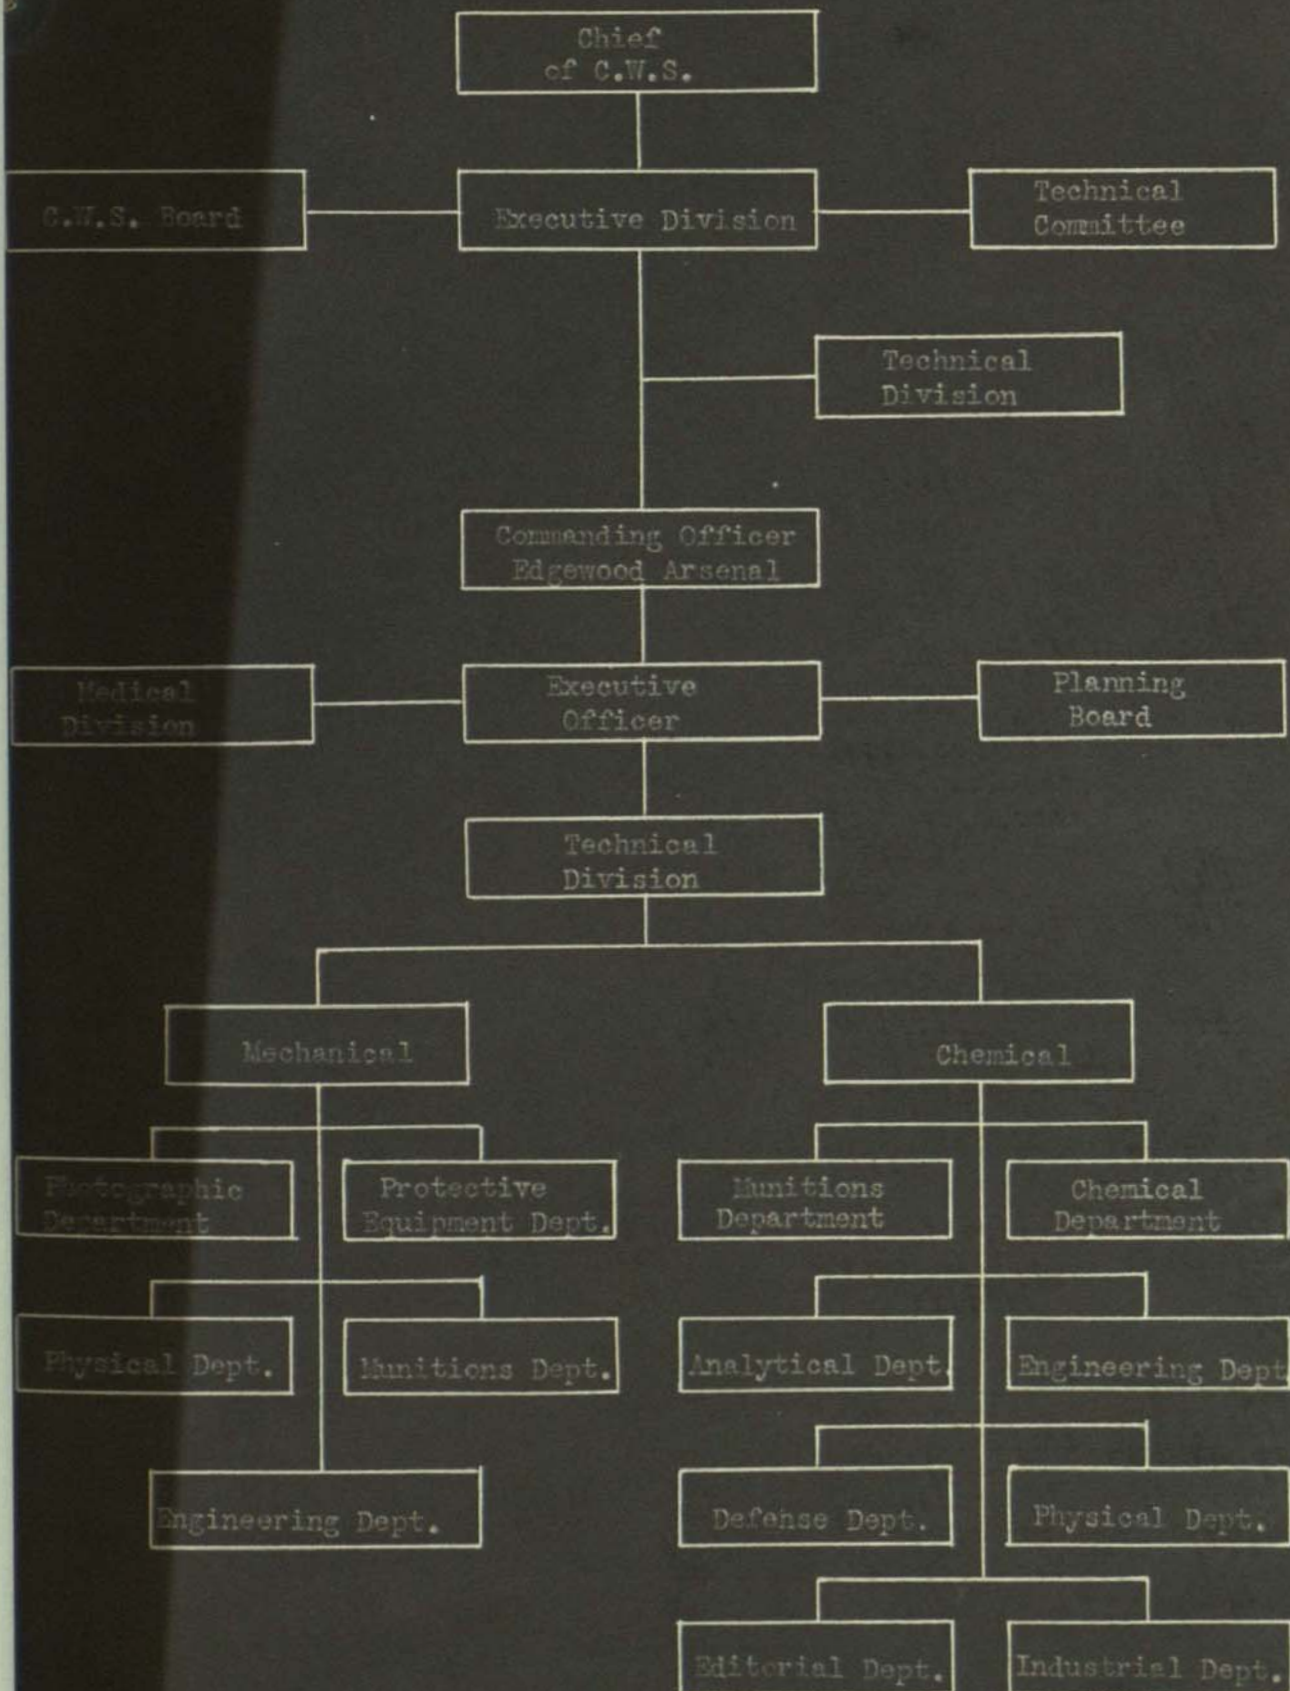 Chief
of C.W.S.
C.W.S. Board
Executive Division
Technical
Committee
Technical
Division
Commanding Officer
Edgewood Arsenal
Medical
Division
Executive
Officer
Planning
Board
Technical
Division
Mechanical
Chemical
Photographic
Department
Protective
Equipment Dept.
Munitions
Department
Chemical
Department
Physical Dept.
Munitions Dept.
Analytical Dept.
Engineering Dept
Engineering Dept.
Defense Dept.
Physical Dept.
Editorial Dept.
Industrial Dept.